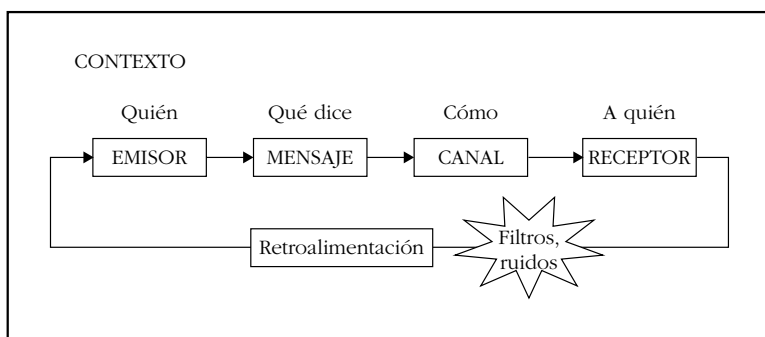 CONTEXTO
Quién Qué dice Cómo A quién
EMISOR MENSAJE CANAL RECEPTOR
Retroalimentación
Filtros,
ruidos